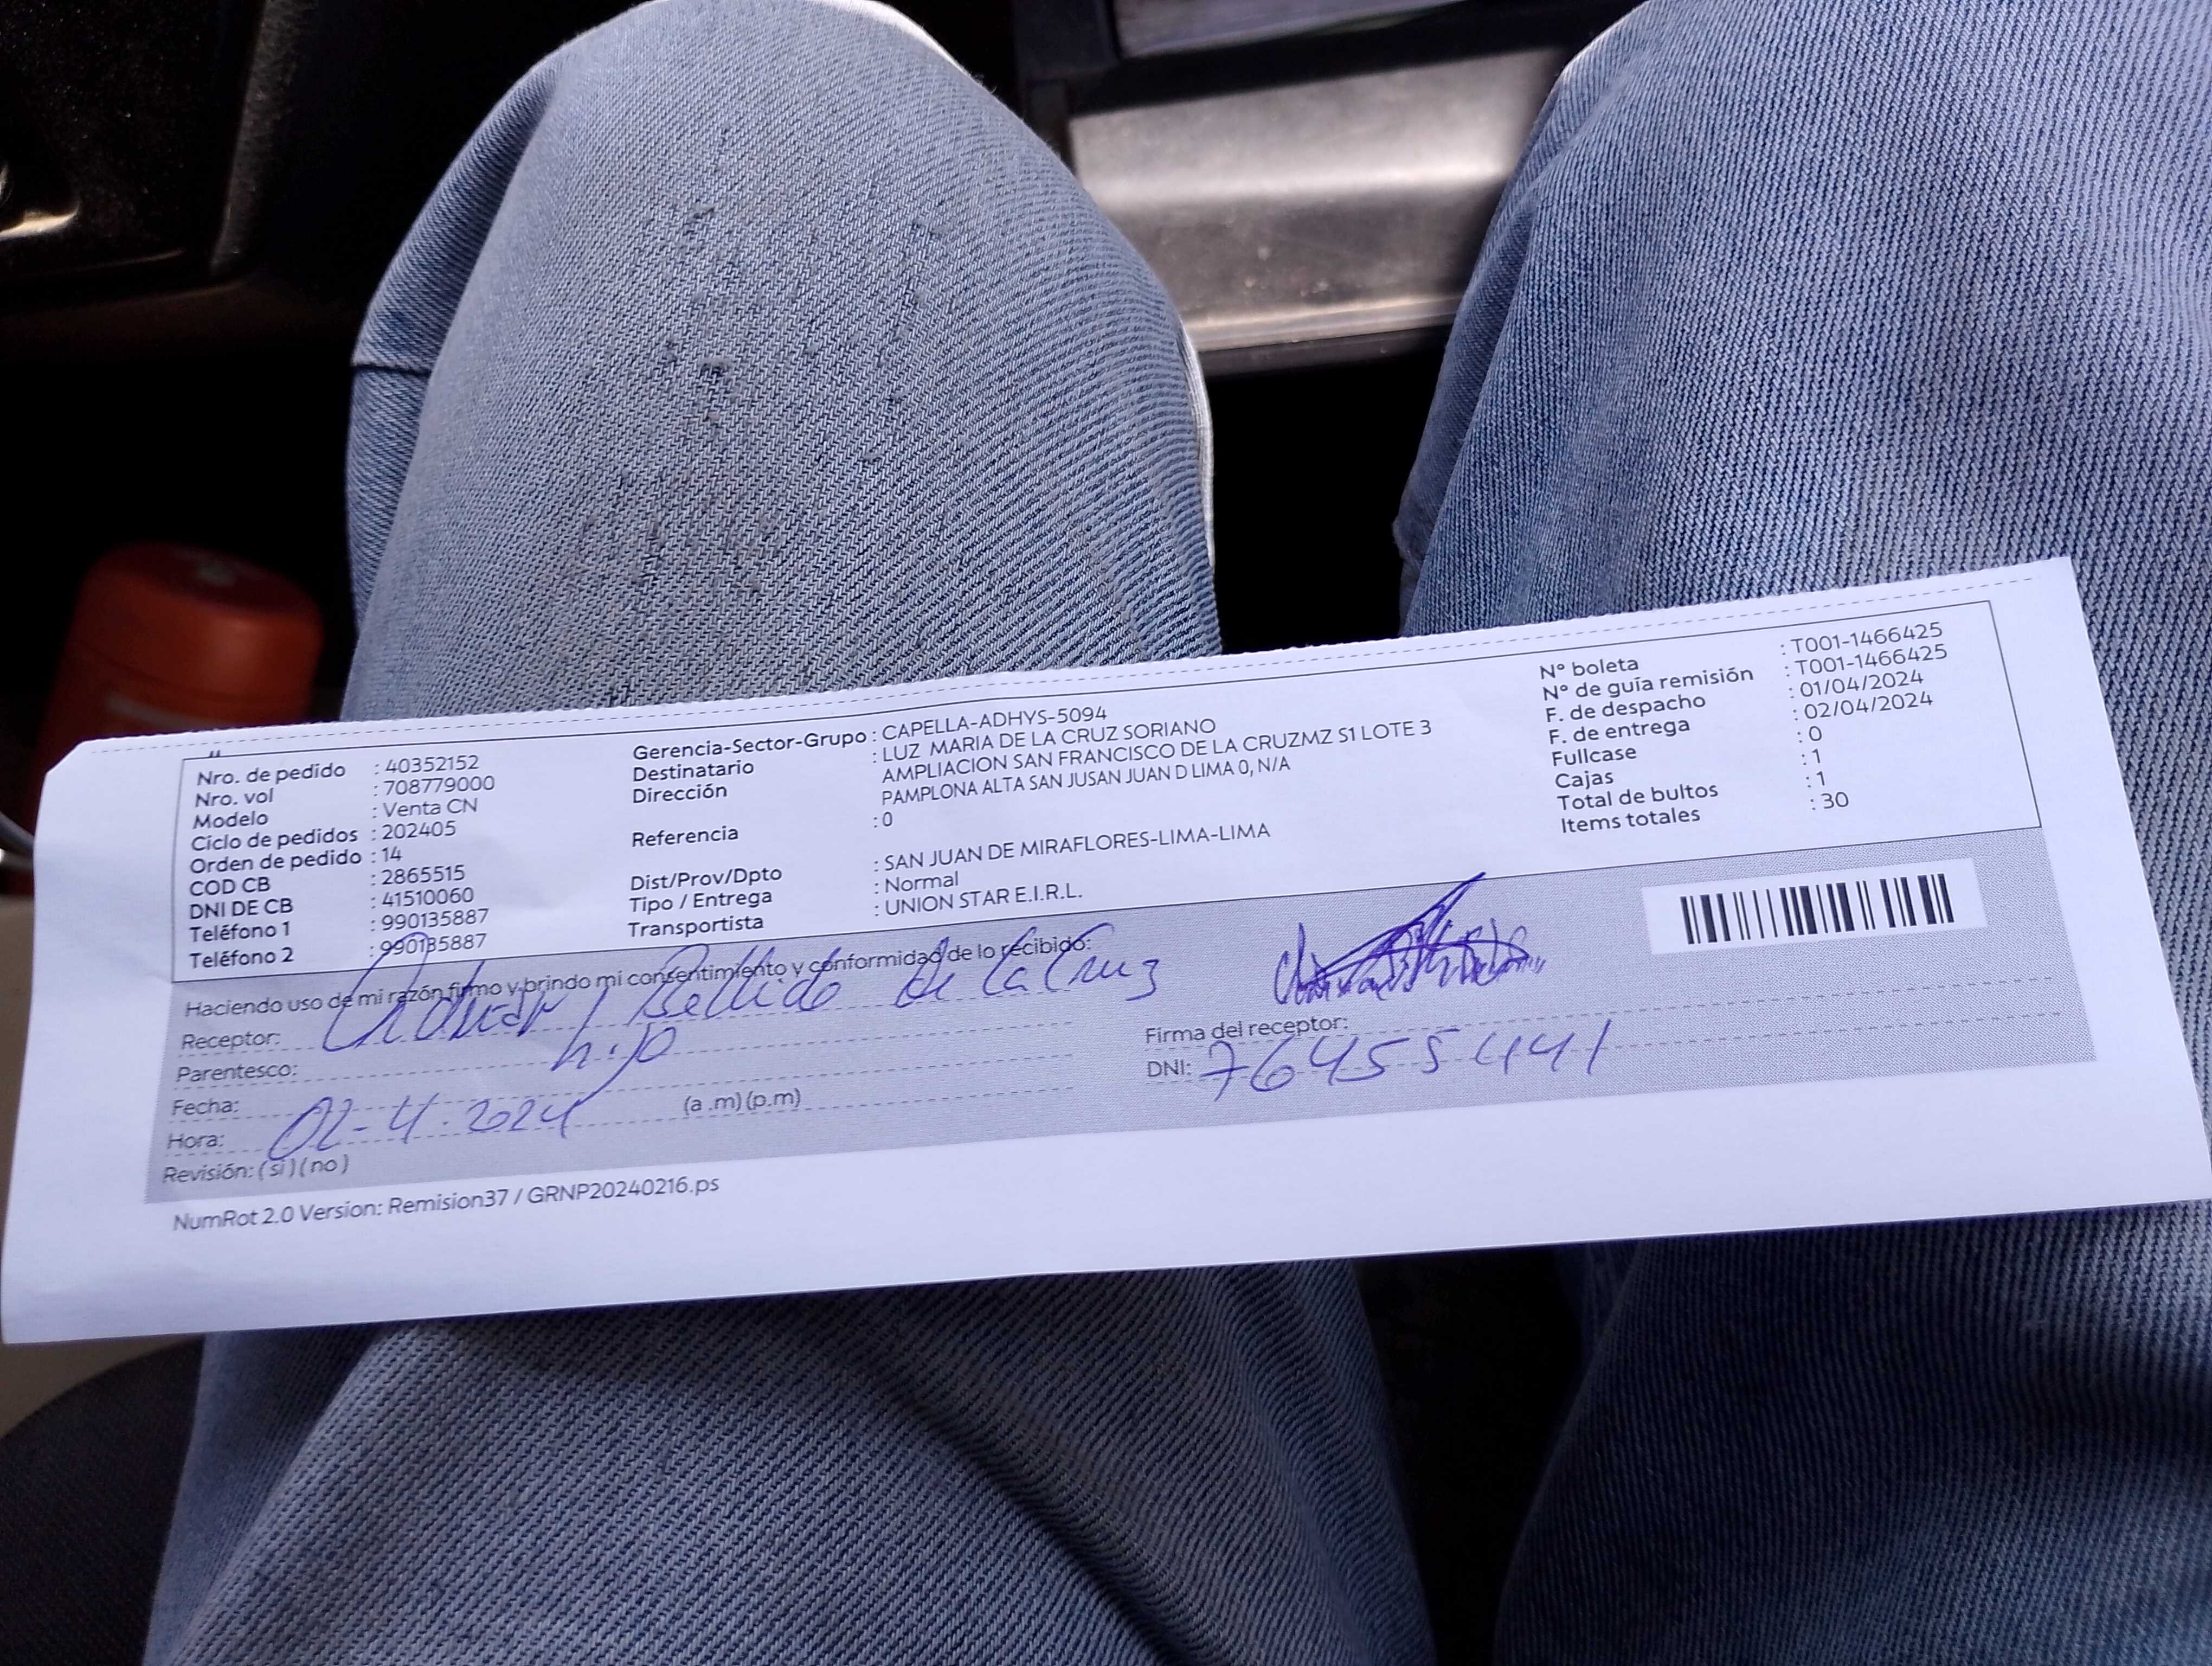 Nro. de pedido : 40352152
Nro. vol : 708779000
Modelo : Venta CN
Ciclo de pedidos : 202405
Orden de pedido : 14
COD CB : 2865515
DNI DE CB : 41510060
Teléfono 1 : 990135887
Teléfono 2 : 990135887
Gerencia-Sector-Grupo : CAPELLA-ADHYS-5094
Destinatario : LUZ MARIA DE LA CRUZ SORIANO
Dirección AMPLIACION SAN FRANCISCO DE LA CRUZMZ S1 LOTE 3
PAMPLONA ALTA SAN JUSAN JUAN D LIMA 0, N/A
Referencia : 0
Dist/Prov/Dpto : SAN JUAN DE MIRAFLORES-LIMA-LIMA
Tipo / Entrega : Normal
Transportista : UNION STAR E.I.R.L.
N° boleta : T001-1466425
N° de guía remisión : T001-1466425
F. de despacho : 01/04/2024
F. de entrega : 02/04/2024
Fullcase : 0
Cajas : 1
Total de bultos : 1
Items totales : 30
Haciendo uso de mi razón firmo y brindo mi consentimiento y conformidad de lo recibido:
Receptor: Bellido De La Cruz
Parentesco: hijo
Fecha: 02-4-2024
Hora: (a .m) (p.m)
Revisión: (si) (no)
Firma del receptor:
DNI: 76455441
NumRot 2.0 Version: Remision37 / GRNP20240216.ps